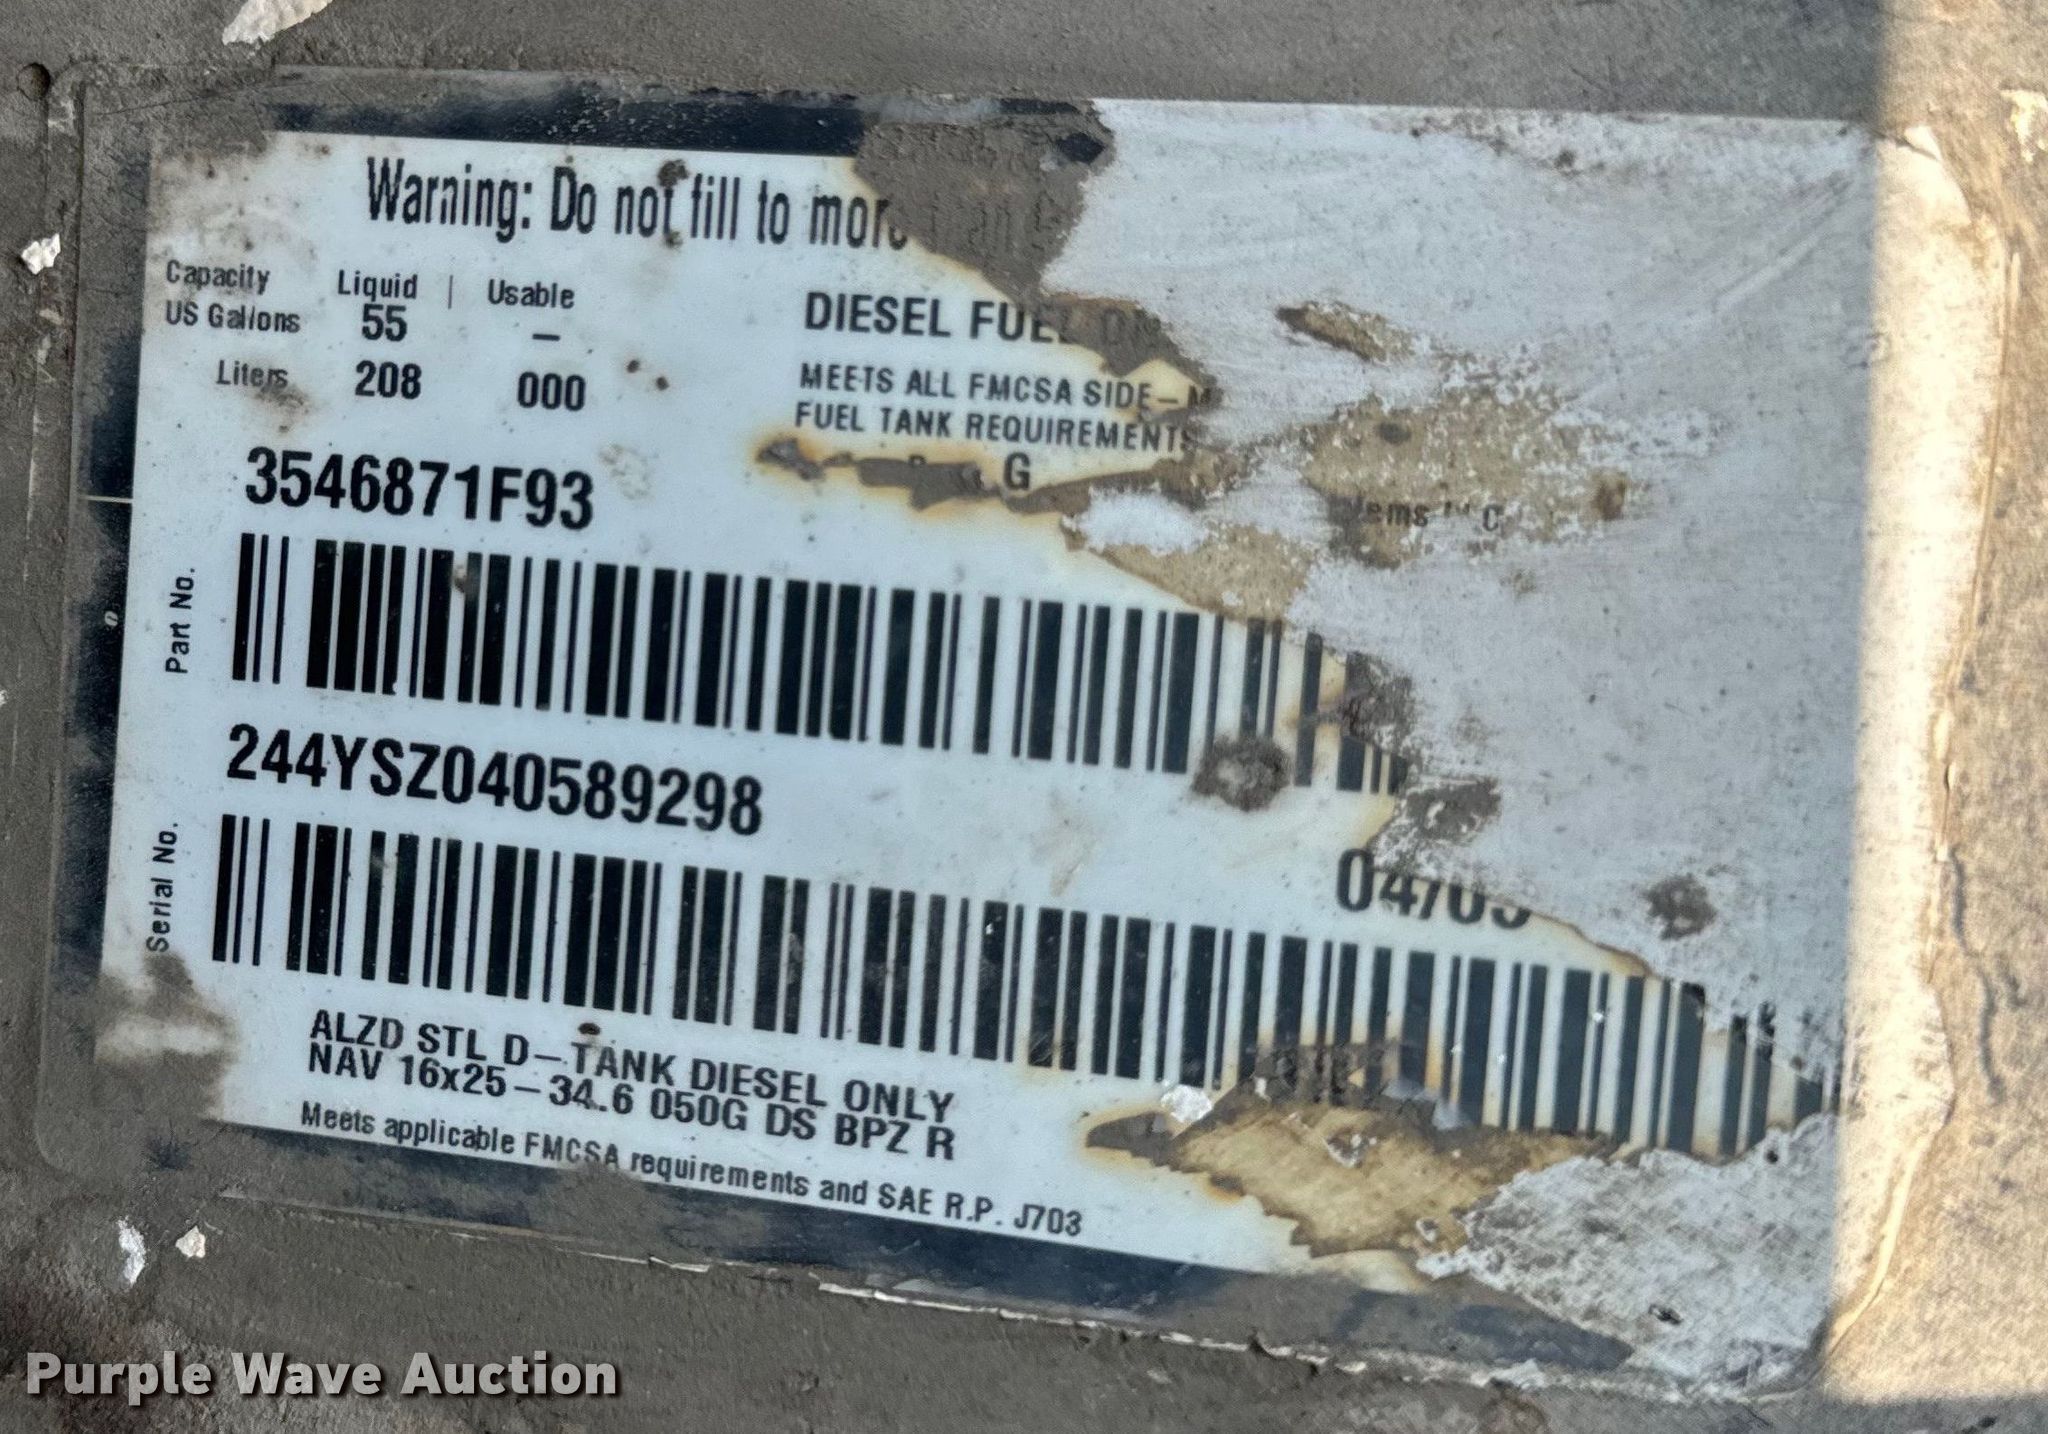 Warning: Do not fill to more
Capacity Liquid | Usable
US Gallons 55 –
Liters 208 000
DIESEL FUEL
MEETS ALL FMCSA SIDE–
FUEL TANK REQUIREMENTS
G
3546871F93
Part No.
244YSZ040589298
04/05
Serial No.
ALZD STL D–TANK DIESEL ONLY
NAV 16x25–34.6 050G DS BPZ R
Meets applicable FMCSA requirements and SAE R.P. J703
Purple Wave Auction